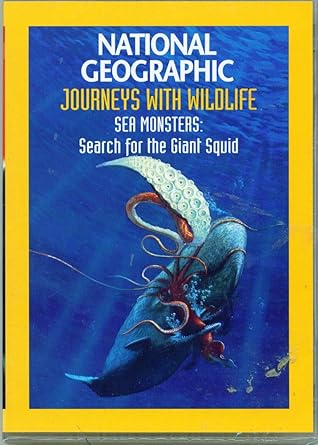 NATIONAL
GEOGRAPHIC
JOURNEYS WITH WILDLIFE
SEA MONSTERS:
Search for the Giant Squid